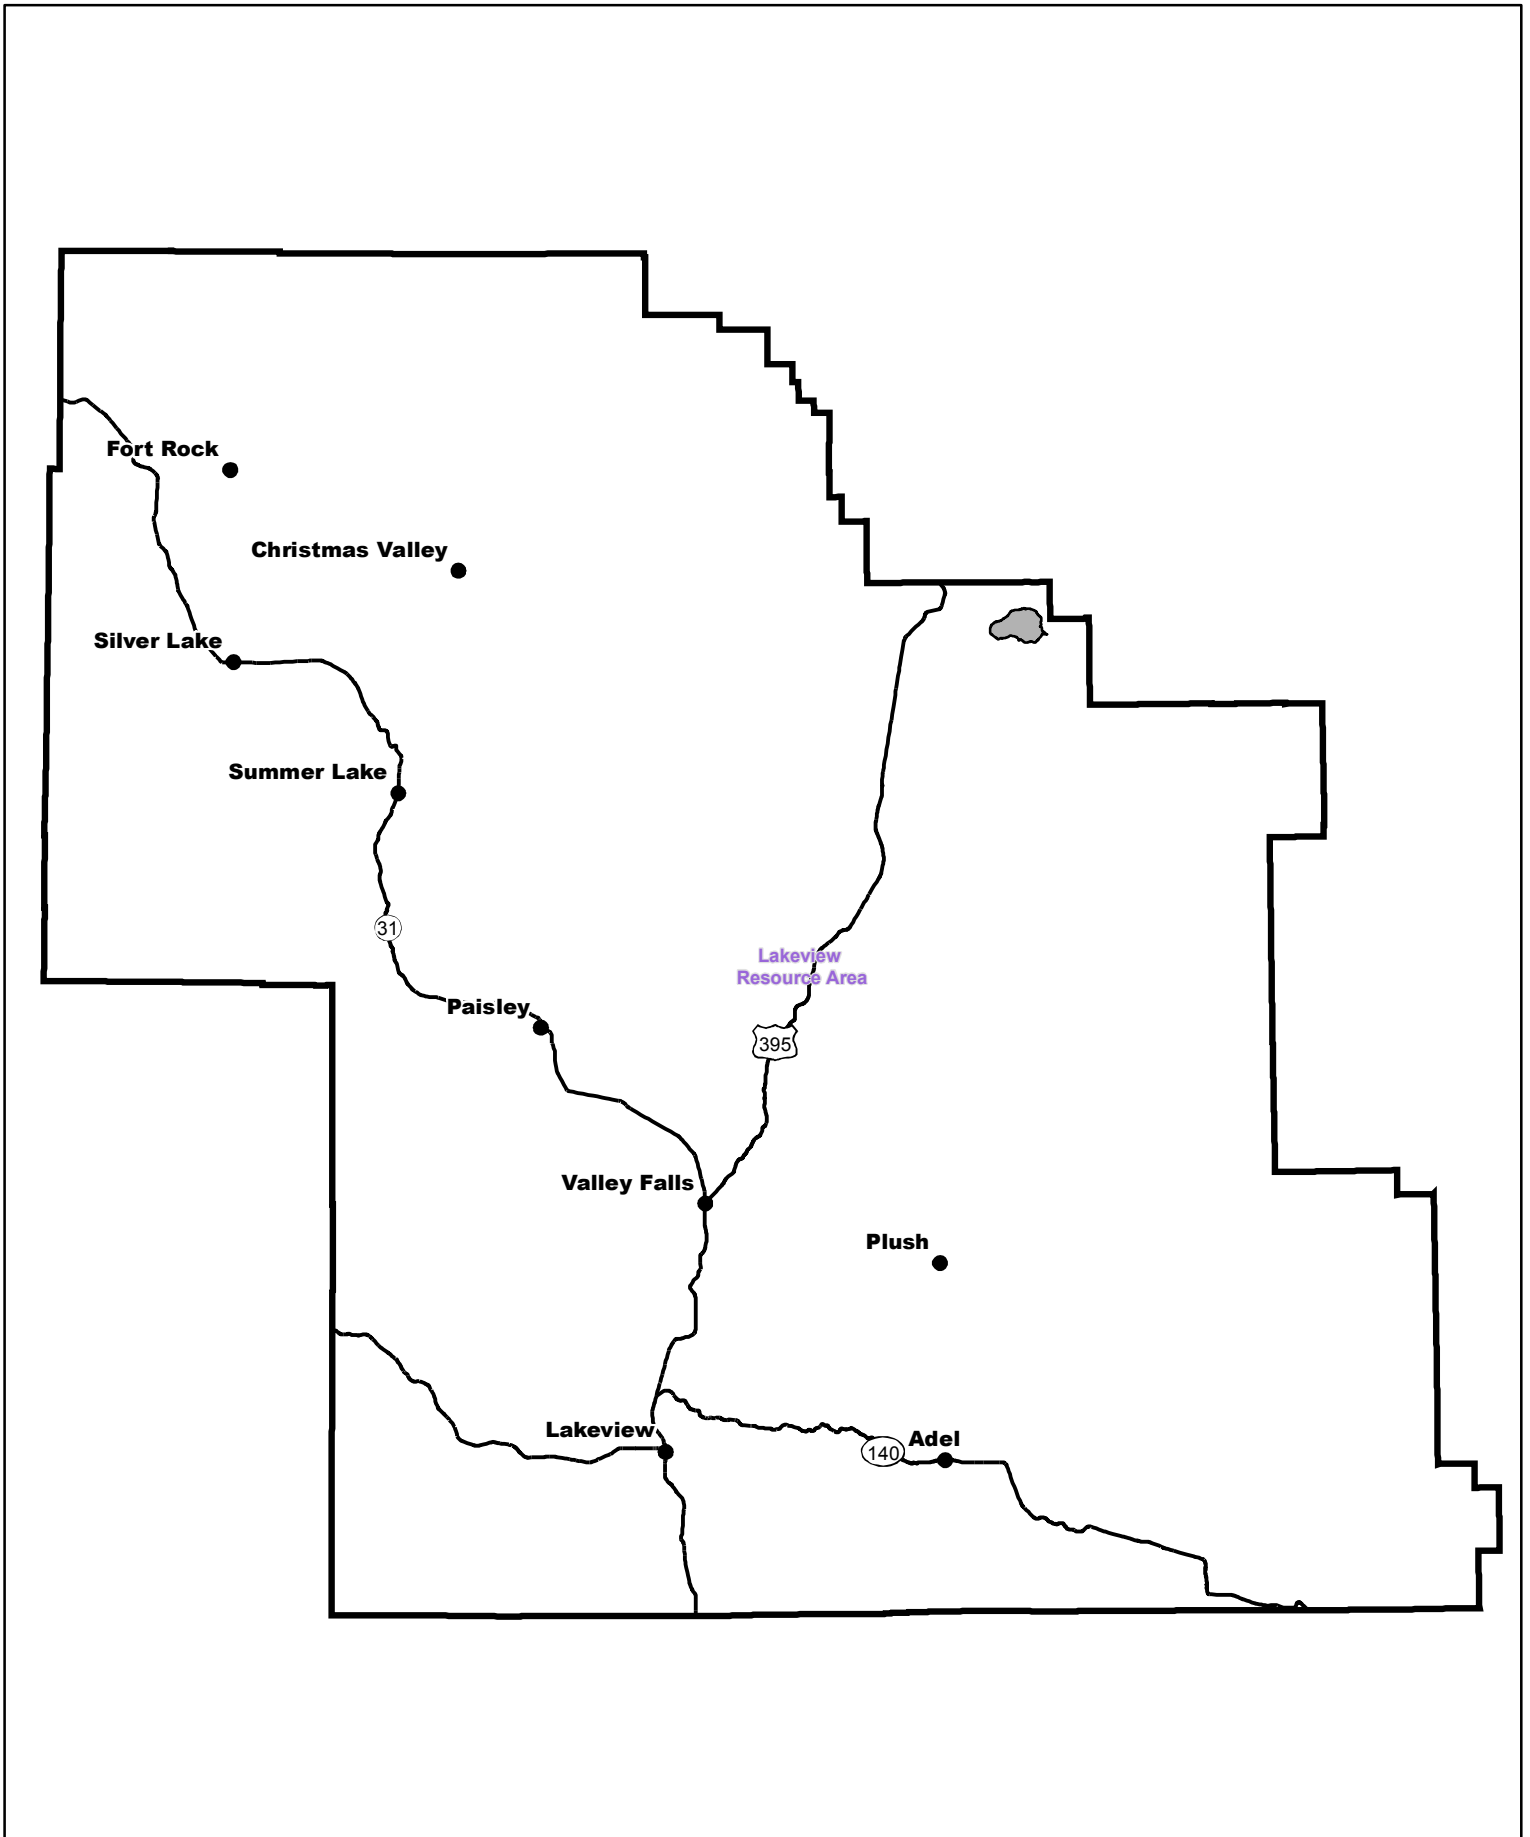 Fort Rock
Christmas Valley
Silver Lake
Summer Lake
31
Lakeview
Resource Area
Paisley
395
Valley Falls
Plush
Lakeview
Adel
140